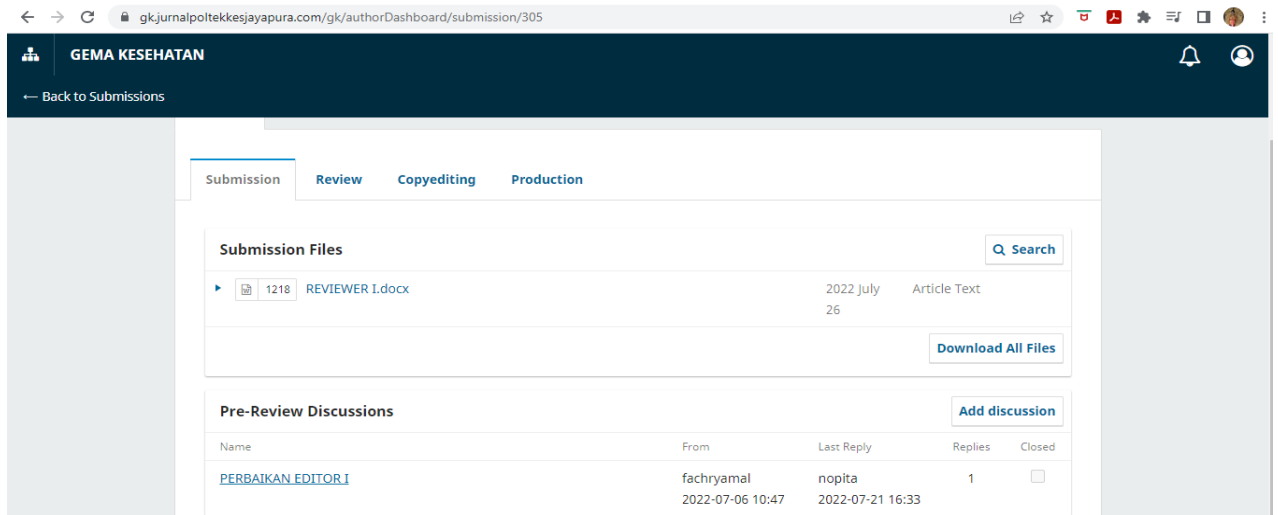 gk.jurnalpoltekkesjayapura.com/gk/authorDashboard/submission/305
GEMA KESEHATAN
← Back to Submissions
Submission Review Copyediting Production
Submission Files
Search
1218 REVIEWER I.docx 2022 July Article Text
26
Download All Files
Pre-Review Discussions
Add discussion
Name From Last Reply Replies Closed
PERBAIKAN EDITOR I fachryamal nopita 1
2022-07-06 10:47 2022-07-21 16:33